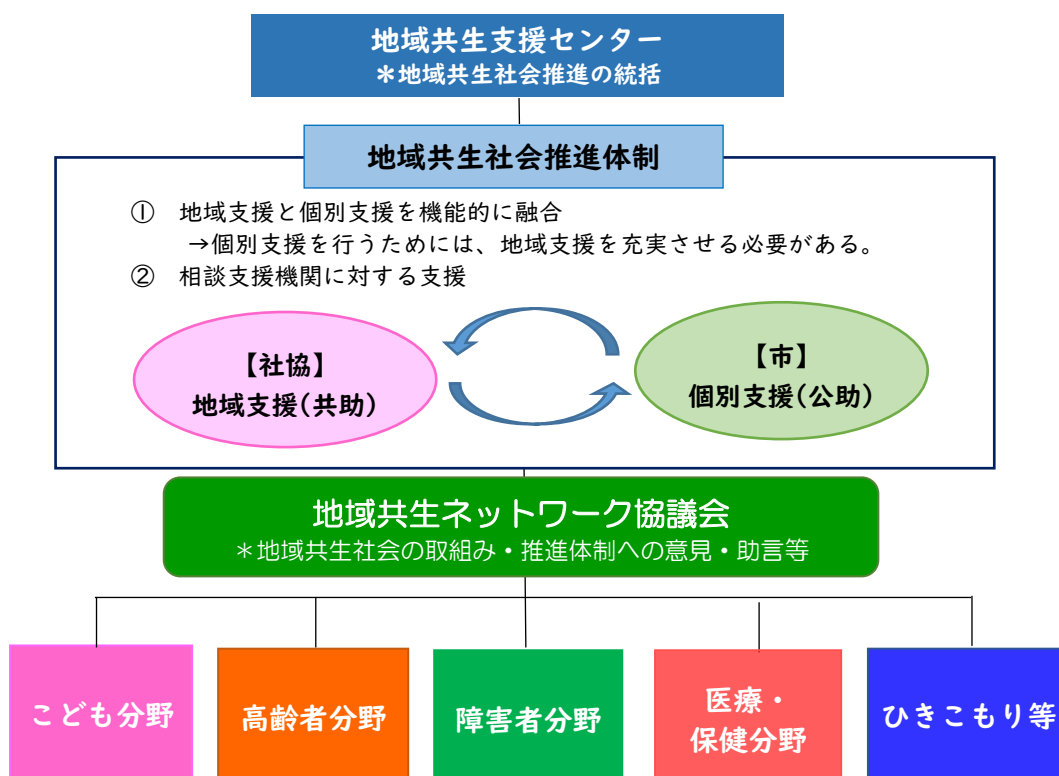 地域共生支援センター
＊地域共生社会推進の統括
地域共生社会推進体制
①　地域支援と個別支援を機能的に融合
→個別支援を行うためには、地域支援を充実させる必要がある。
②　相談支援機関に対する支援
【社協】
地域支援(共助)
【市】
個別支援(公助)
地域共生ネットワーク協議会
＊地域共生社会の取組み・推進体制への意見・助言等
こども分野
高齢者分野
障害者分野
医療・
保健分野
ひきこもり等